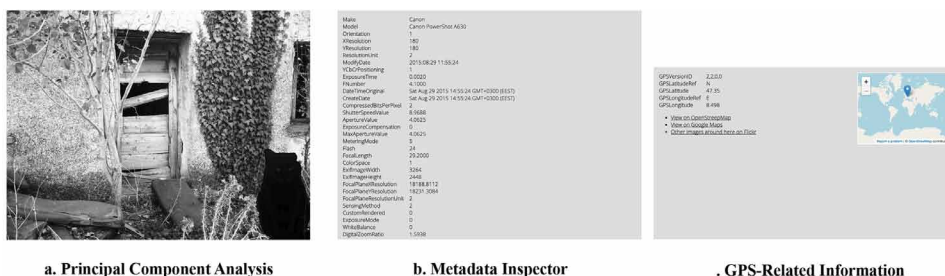 Make Canon
Model Canon PowerShot A630
Orientation 1
XResolution 180
YResolution 180
ResolutionUnit 2
ModifyDate 2015:08:29 11:55:24
YCbCrPositioning 1
ExposureTime 0.0020
FNumber 4.1000
DateTimeOriginal Sat Aug 29 2015 14:55:24 GMT+0300 (EEST)
CreateDate Sat Aug 29 2015 14:55:24 GMT+0300 (EEST)
CompressedBitsPerPixel 2
ShutterSpeedValue 8.9688
ApertureValue 4.0625
ExposureCompensation 0
MaxApertureValue 4.0625
MeteringMode 5
Flash 24
FocalLength 29.2000
ColorSpace 1
ExifImageWidth 3264
ExifImageHeight 2448
FocalPlaneXResolution 18188.8112
FocalPlaneYResolution 18231.3084
FocalPlaneResolutionUnit 2
SensingMethod 2
CustomRendered 0
ExposureMode 0
WhiteBalance 0
DigitalZoomRatio 1.5938
GPSVersionID 2,2,0,0
GPSLatitudeRef N
GPSLatitude 47.35
GPSLongitudeRef E
GPSLongitude 8.498
View on OpenStreepMap
View on Google Maps
Other images around here on Flickr
+
-
a. Principal Component Analysis
b. Metadata Inspector
. GPS-Related Information